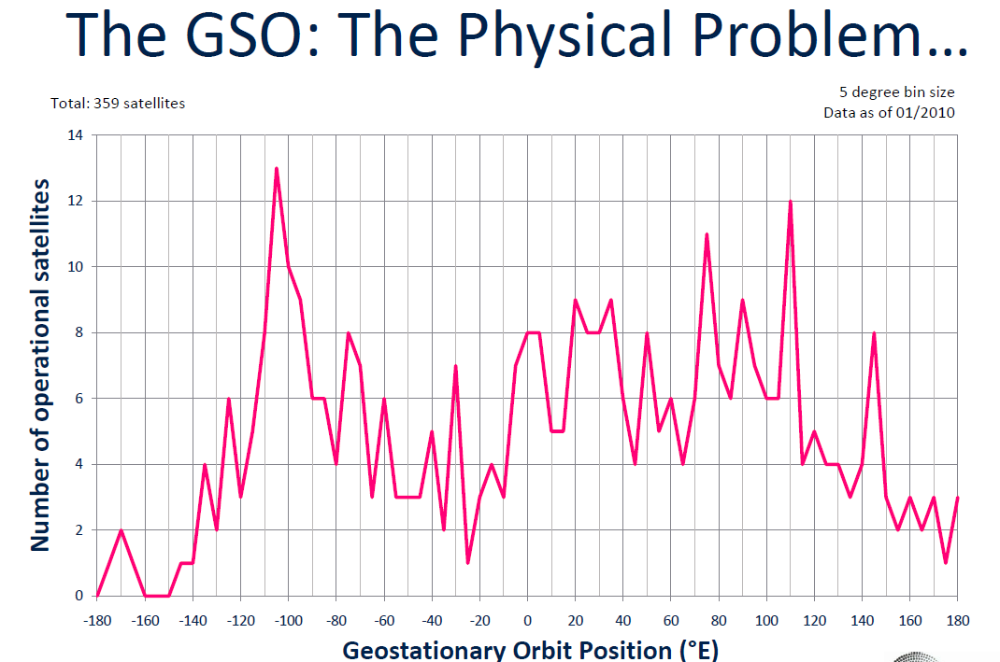 The GSO: The Physical Problem…
Total: 359 satellites
5 degree bin size
Data as of 01/2010
14
12
10
8
6
4
2
0
Number of operational satellites
-180 -160 -140 -120 -100 -80 -60 -40 -20 0 20 40 60 80 100 120 140 160 180
Geostationary Orbit Position (°E)